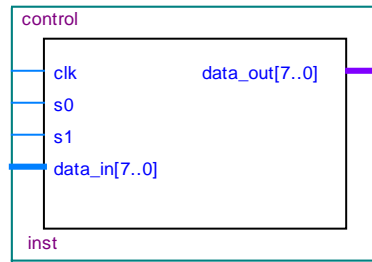 control
clk data_out[7..0]
s0
s1
data_in[7..0]
inst